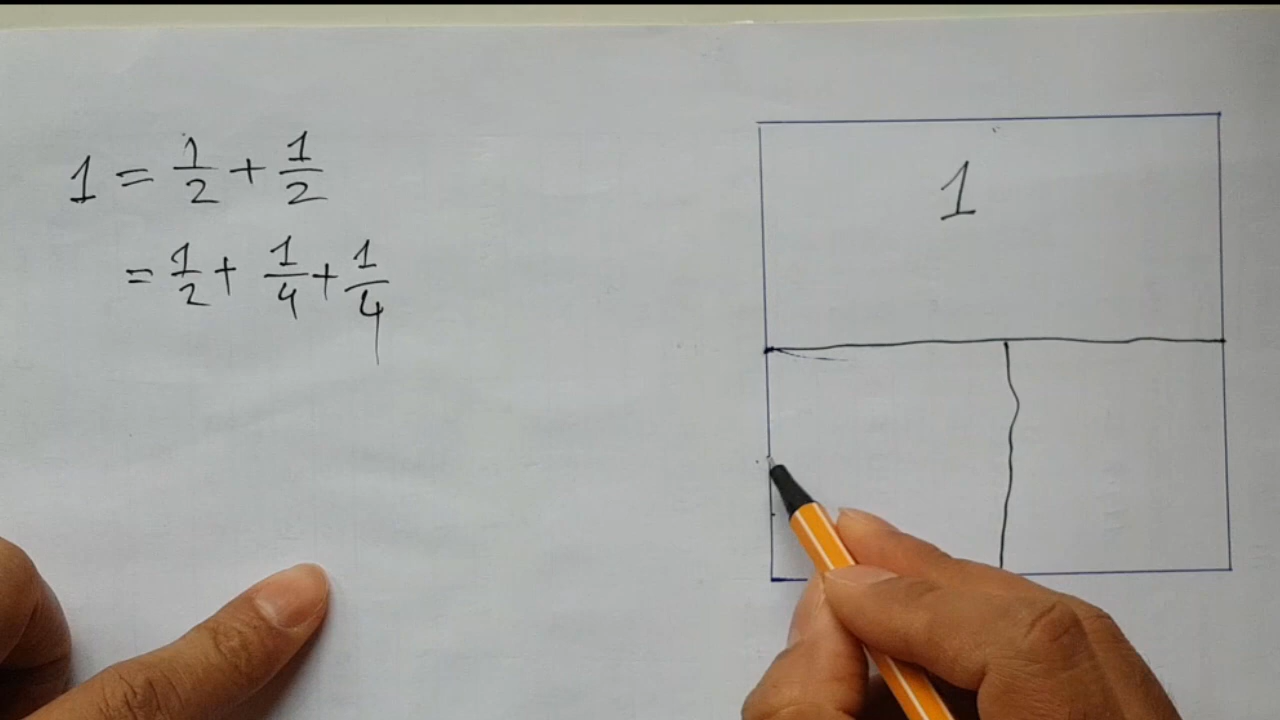 1 = 1/2 + 1/2
= 1/2 + 1/4 + 1/4
1